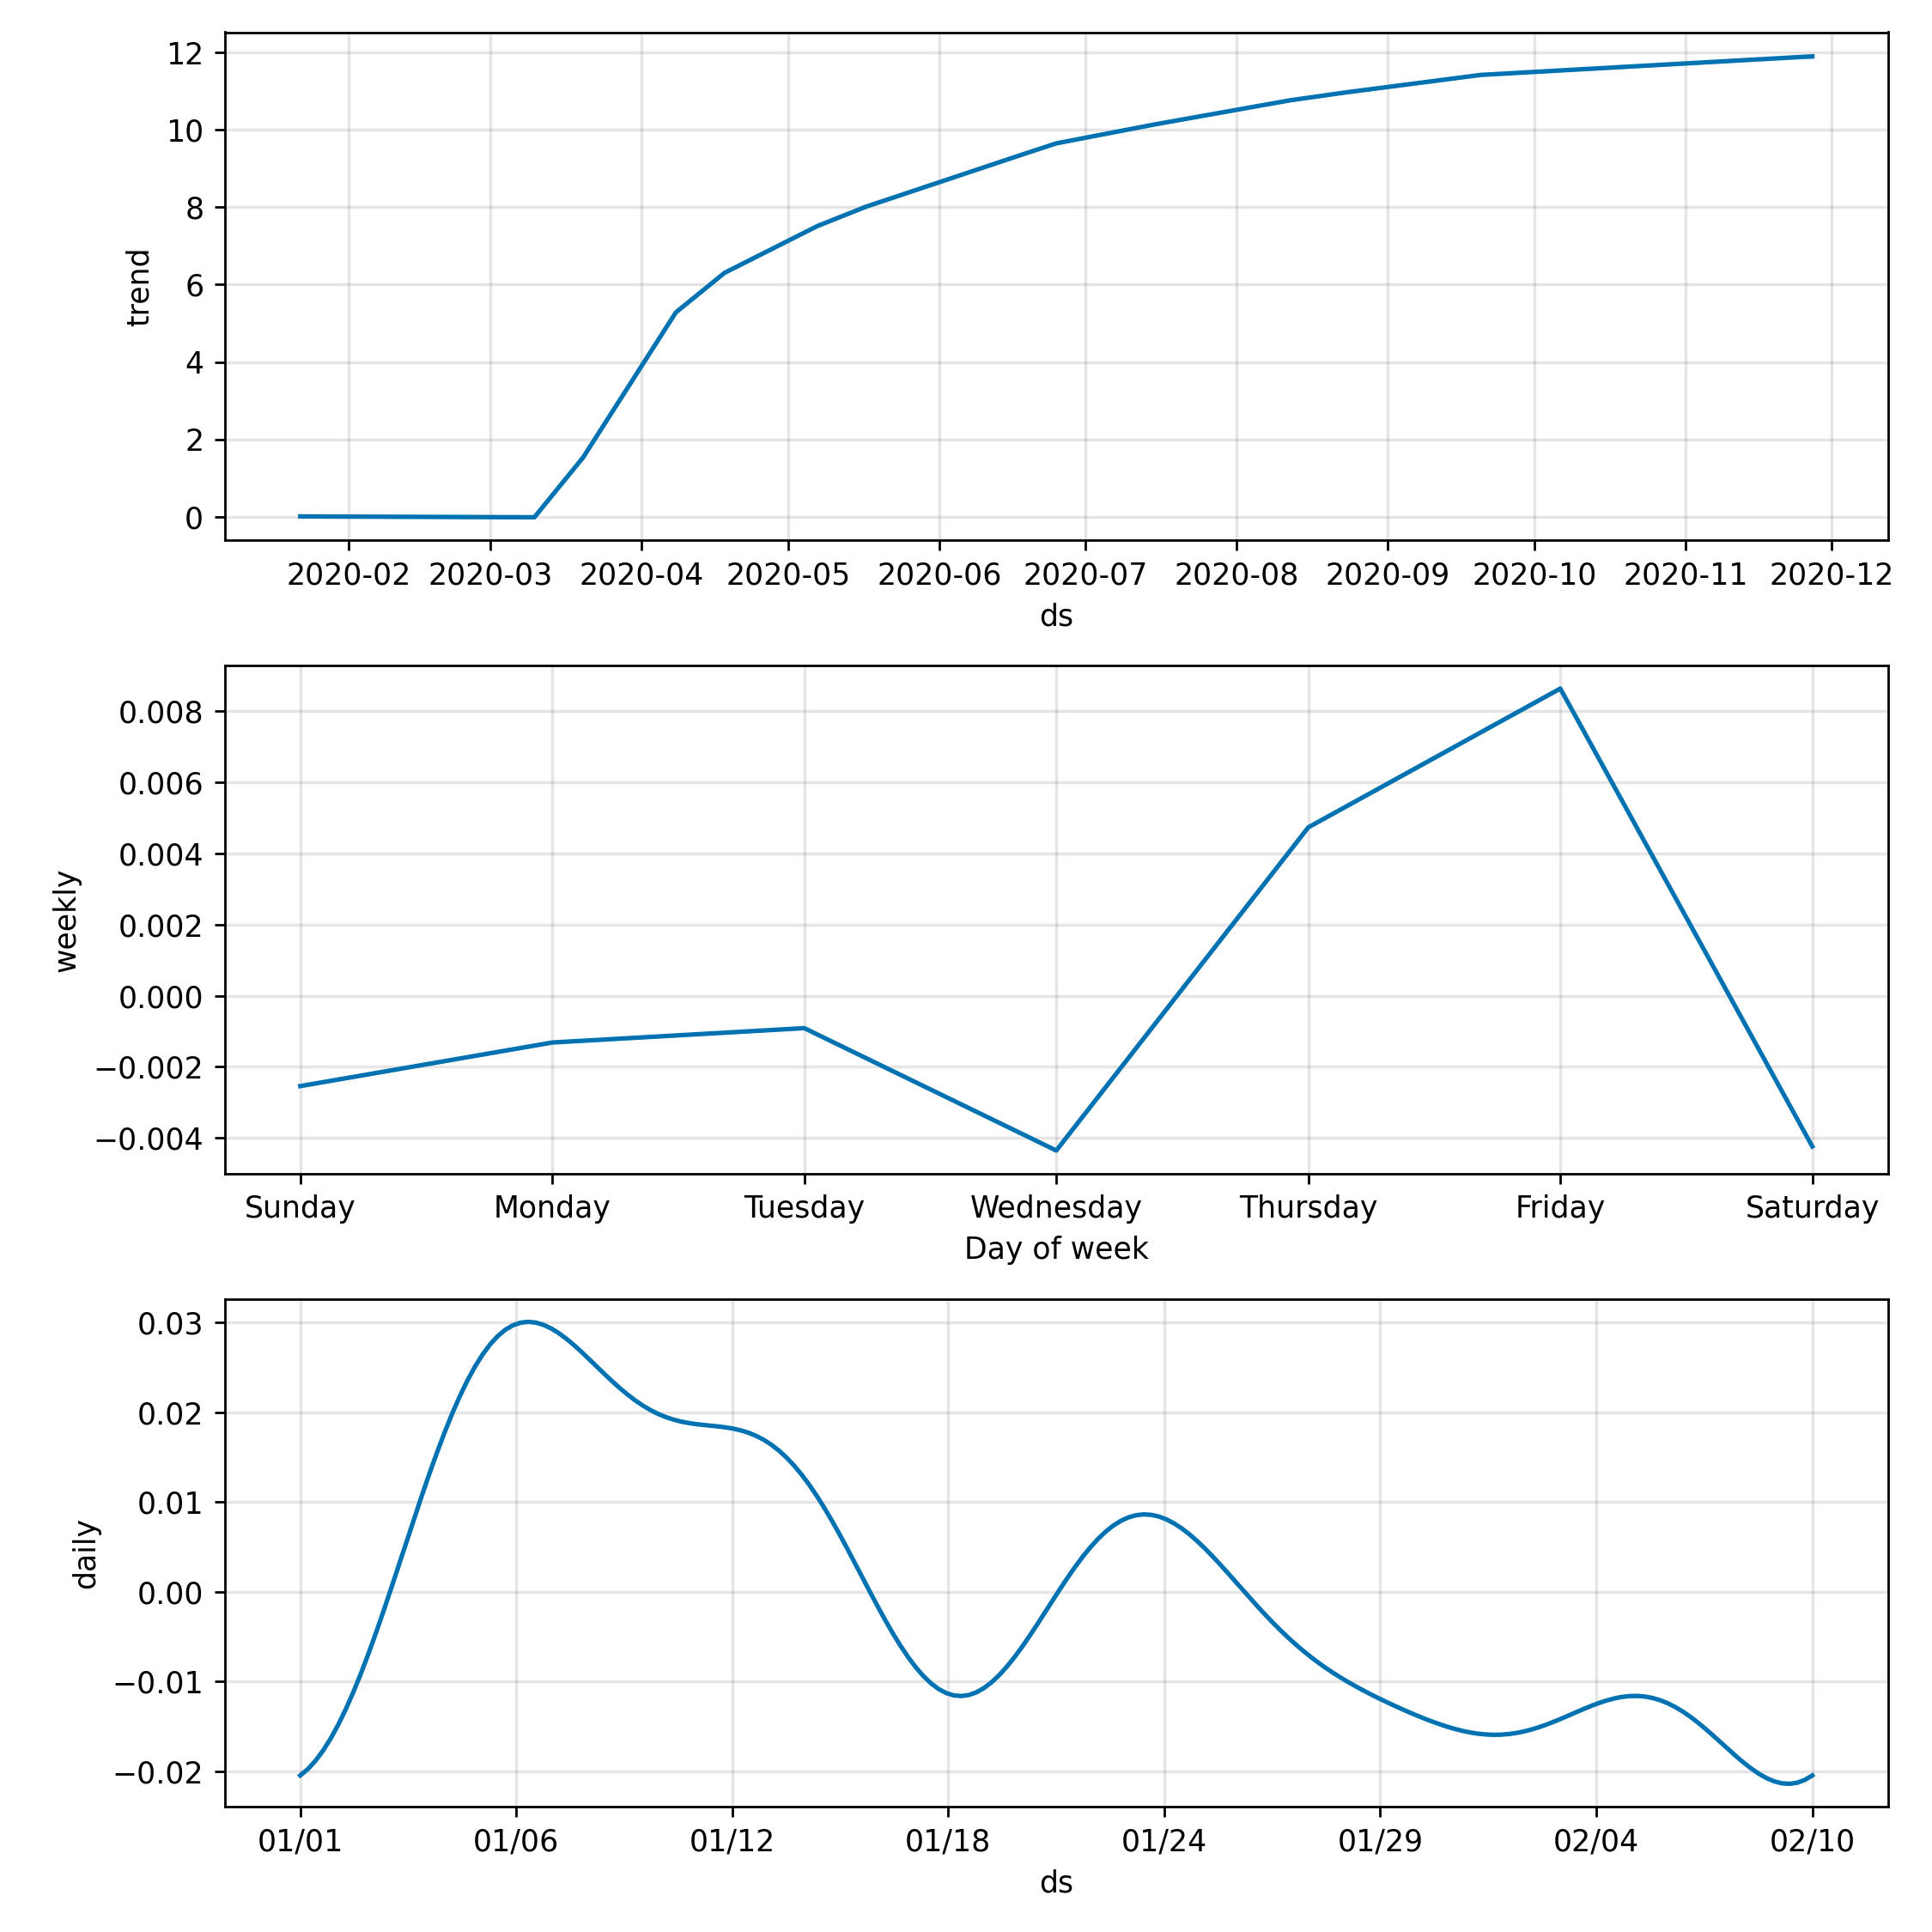 12
10
8
6
4
2
0
trend
2020-02 2020-03 2020-04 2020-05 2020-06 2020-07 2020-08 2020-09 2020-10 2020-11 2020-12
ds
0.008
0.006
0.004
0.002
0.000
−0.002
−0.004
weekly
Sunday Monday Tuesday Wednesday Thursday Friday Saturday
Day of week
0.03
0.02
0.01
0.00
−0.01
−0.02
daily
01/01 01/06 01/12 01/18 01/24 01/29 02/04 02/10
ds